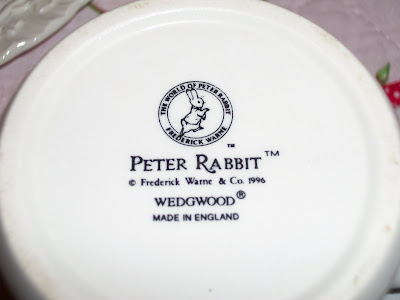 THE WORLD OF PETER RABBIT
FREDERICK WARNE
™
PETER RABBIT™
© Frederick Warne & Co. 1996
WEDGWOOD®
MADE IN ENGLAND